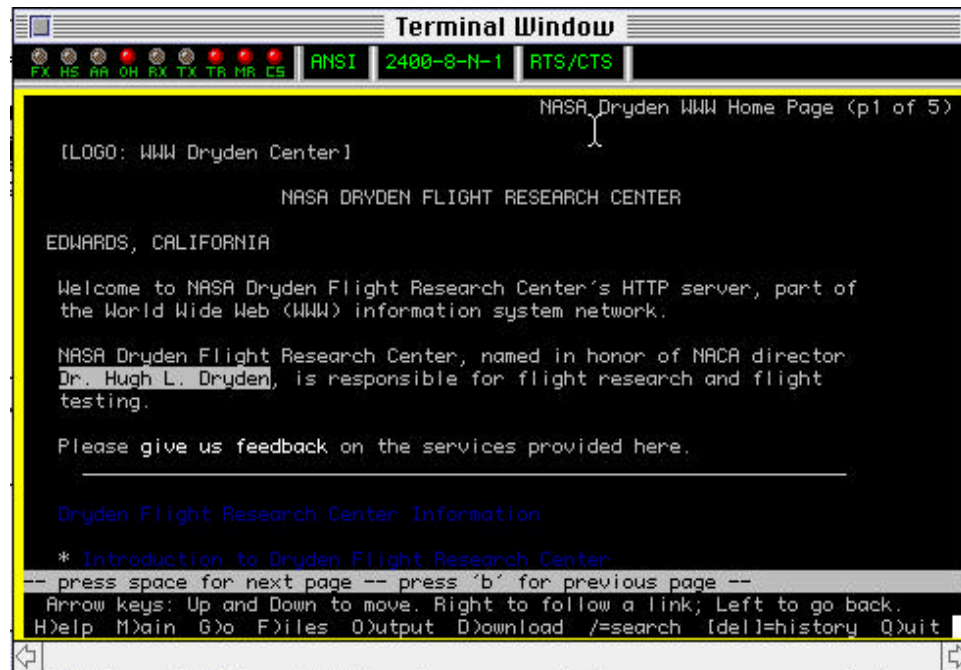 Terminal Window
FX HS AA OH RX TX TR MR CS ANSI 2400-8-N-1 RTS/CTS
NASA Dryden WWW Home Page (p1 of 5)
[LOGO: WWW Dryden Center]
NASA DRYDEN FLIGHT RESEARCH CENTER
EDWARDS, CALIFORNIA
Welcome to NASA Dryden Flight Research Center's HTTP server, part of
the World Wide Web (WWW) information system network.
NASA Dryden Flight Research Center, named in honor of NACA director
Dr. Hugh L. Dryden, is responsible for flight research and flight
testing.
Please give us feedback on the services provided here.
Dryden Flight Research Center Information
* Introduction to Dryden Flight Research Center
-- press space for next page -- press 'b' for previous page --
Arrow keys: Up and Down to move. Right to follow a link; Left to go back.
H)elp M)ain G)o F)iles O)utput D)ownload /=search [del]=history Q)uit